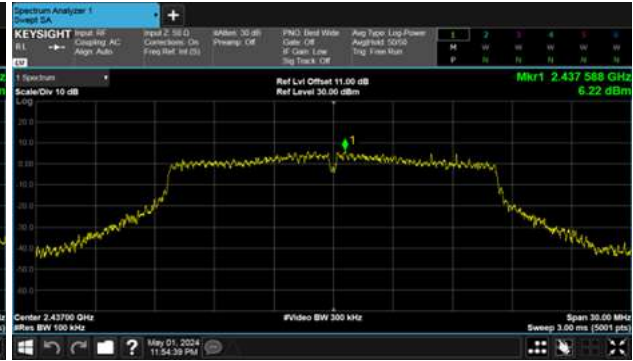 Spectrum Analyzer 1
Swept SA
+
KEYSIGHT
RL
Input: RF
Coupling: AC
Align: Auto
Input Z: 50 Ω
Corrections: On
Freq Ref: Int (S)
#Atten: 30 dB
Preamp: Off
PNO: Best Wide
Gate: Off
IF Gain: Low
Sig Track: Off
Avg Type: Log-Power
Avg|Hold: 50/50
Trig: Free Run
1 2 3 4 5 6
M W W W W W
P N N N N N
LW
1 Spectrum
Scale/Div 10 dB
Ref Lvl Offset 11.00 dB
Ref Level 30.00 dBm
Mkr1 2.437 588 GHz
6.22 dBm
Log
20.0
10.0
0.00
-10.0
-20.0
-30.0
-40.0
-50.0
-60.0
1
Center 2.43700 GHz
#Res BW 100 kHz
#Video BW 300 kHz
Span 30.00 MHz
Sweep 3.00 ms (5001 pts)
?
May 01, 2024
11:54:39 PM